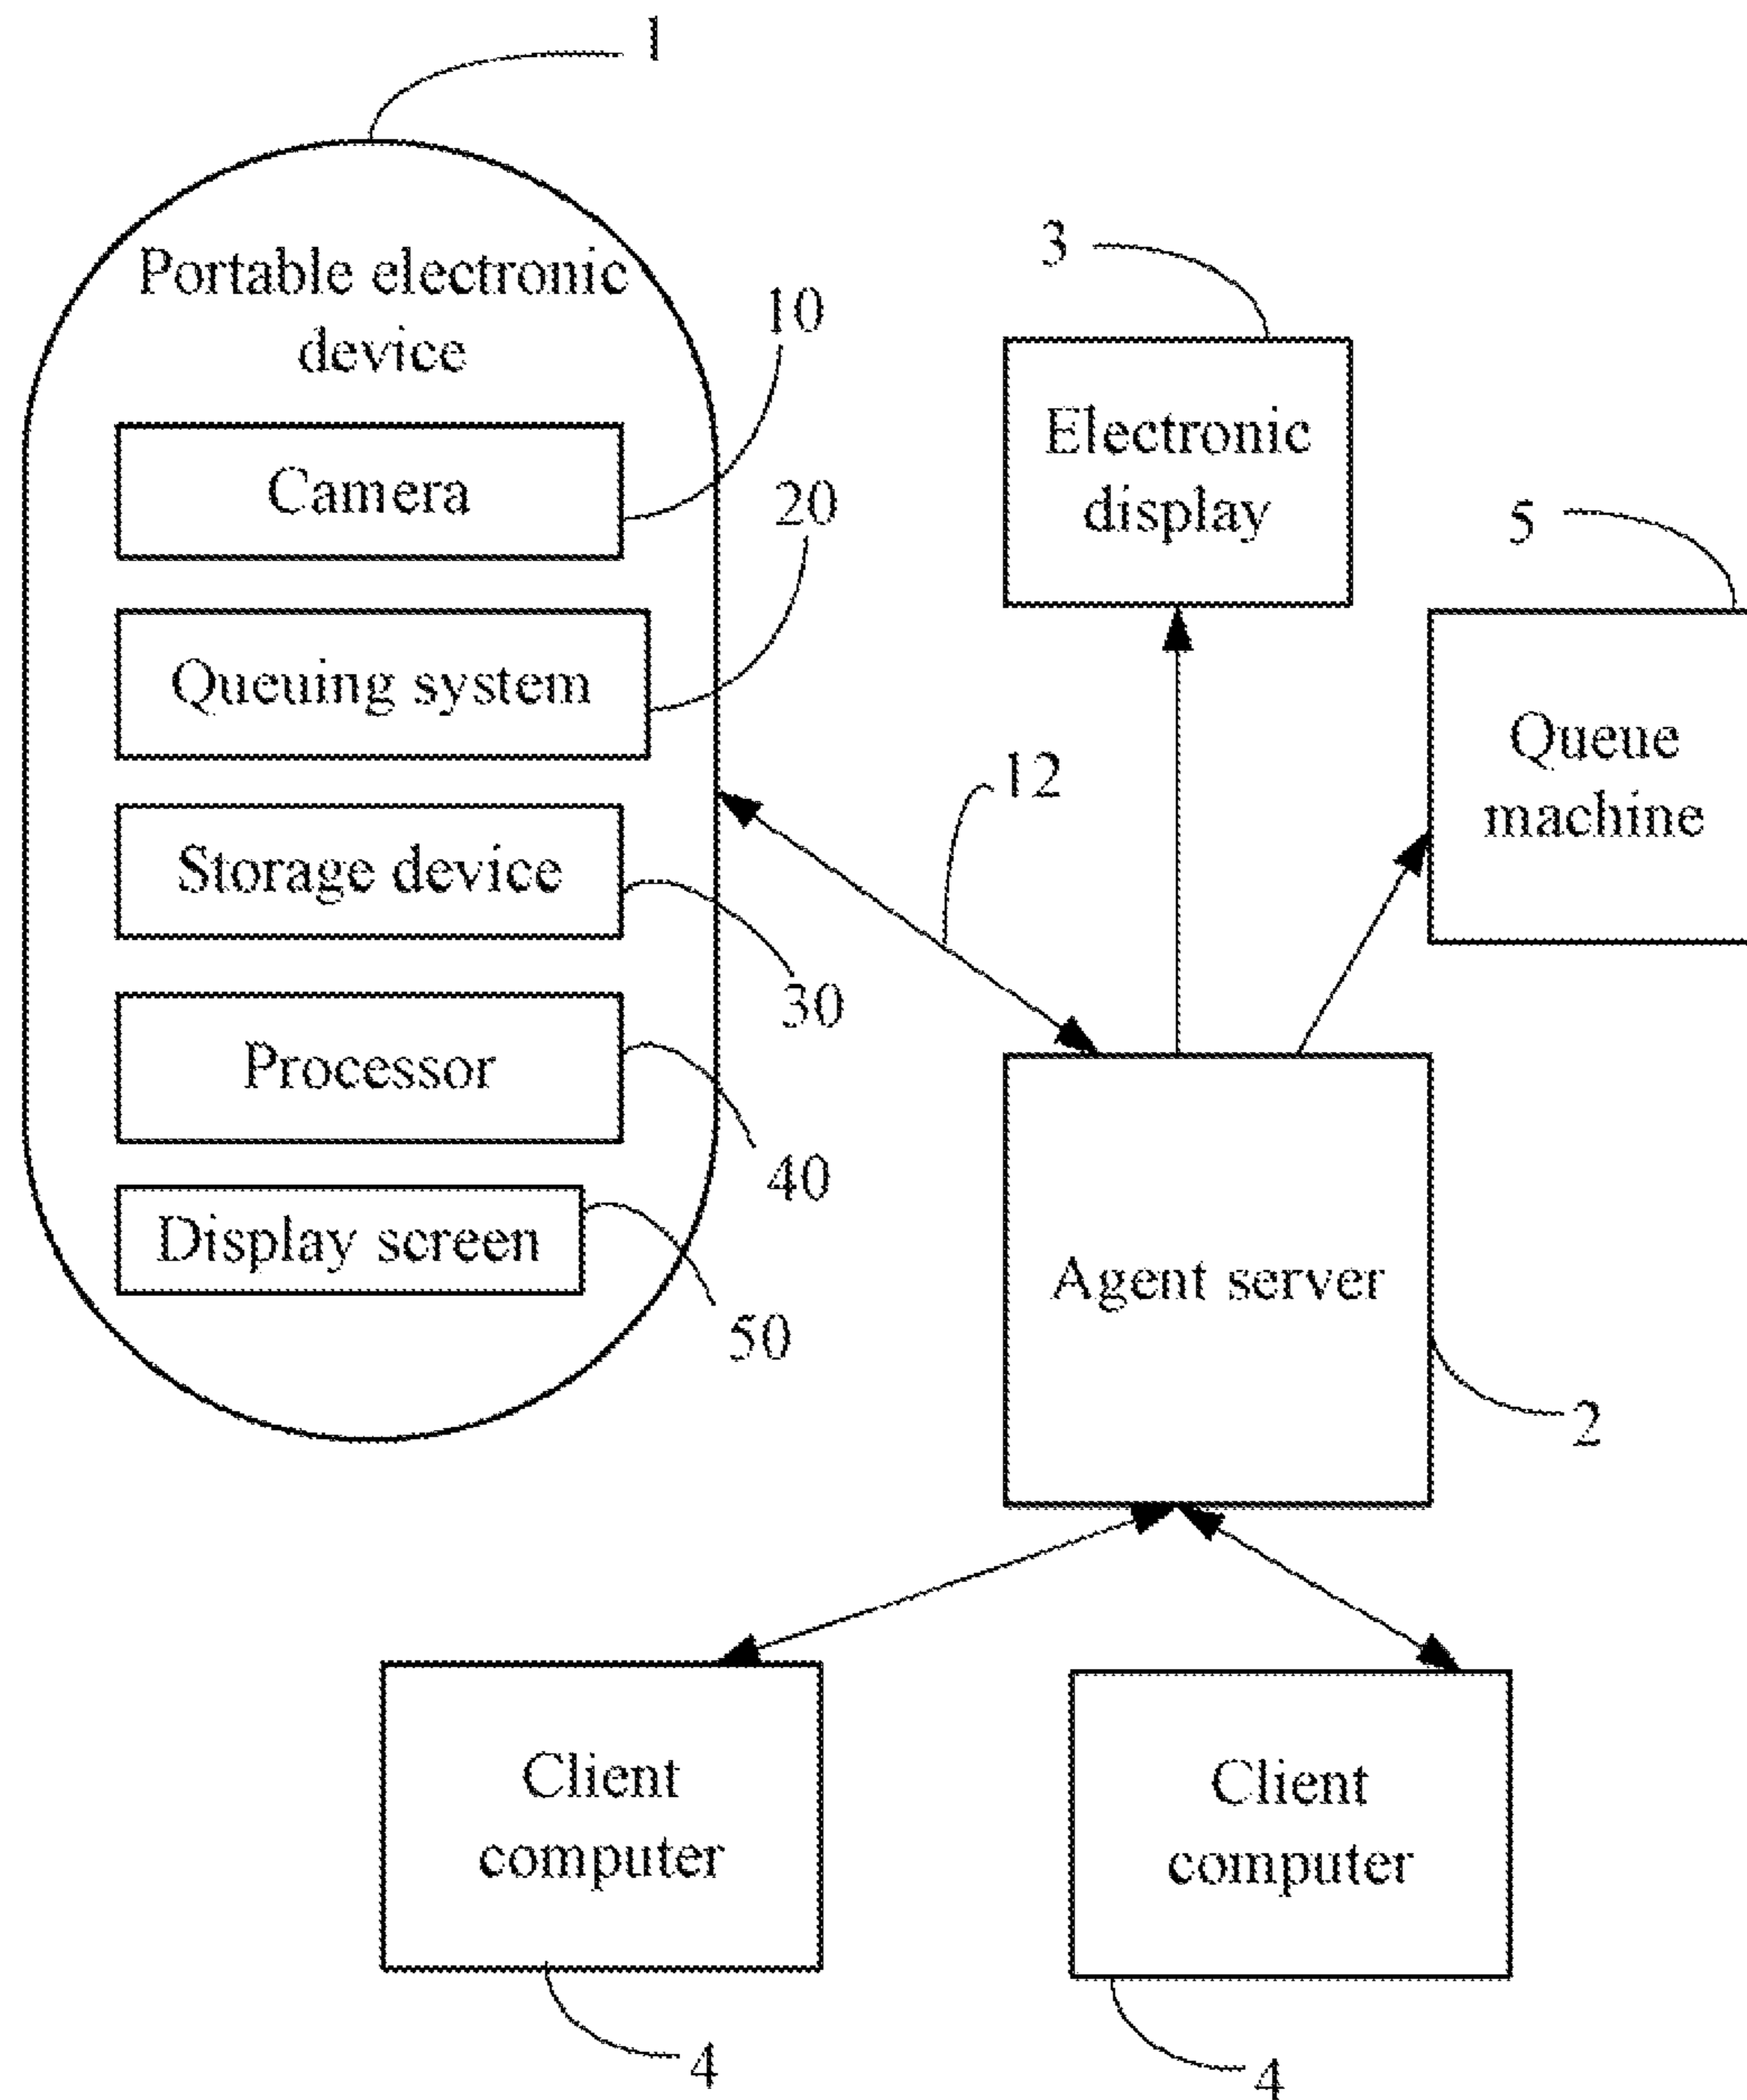 1
Portable electronic
device
10
Camera
20
Queuing system
Storage device
30
Processor
40
Display screen
50
3
Electronic
display
5
Queue
machine
12
Agent server
2
Client
computer
4
Client
computer
4